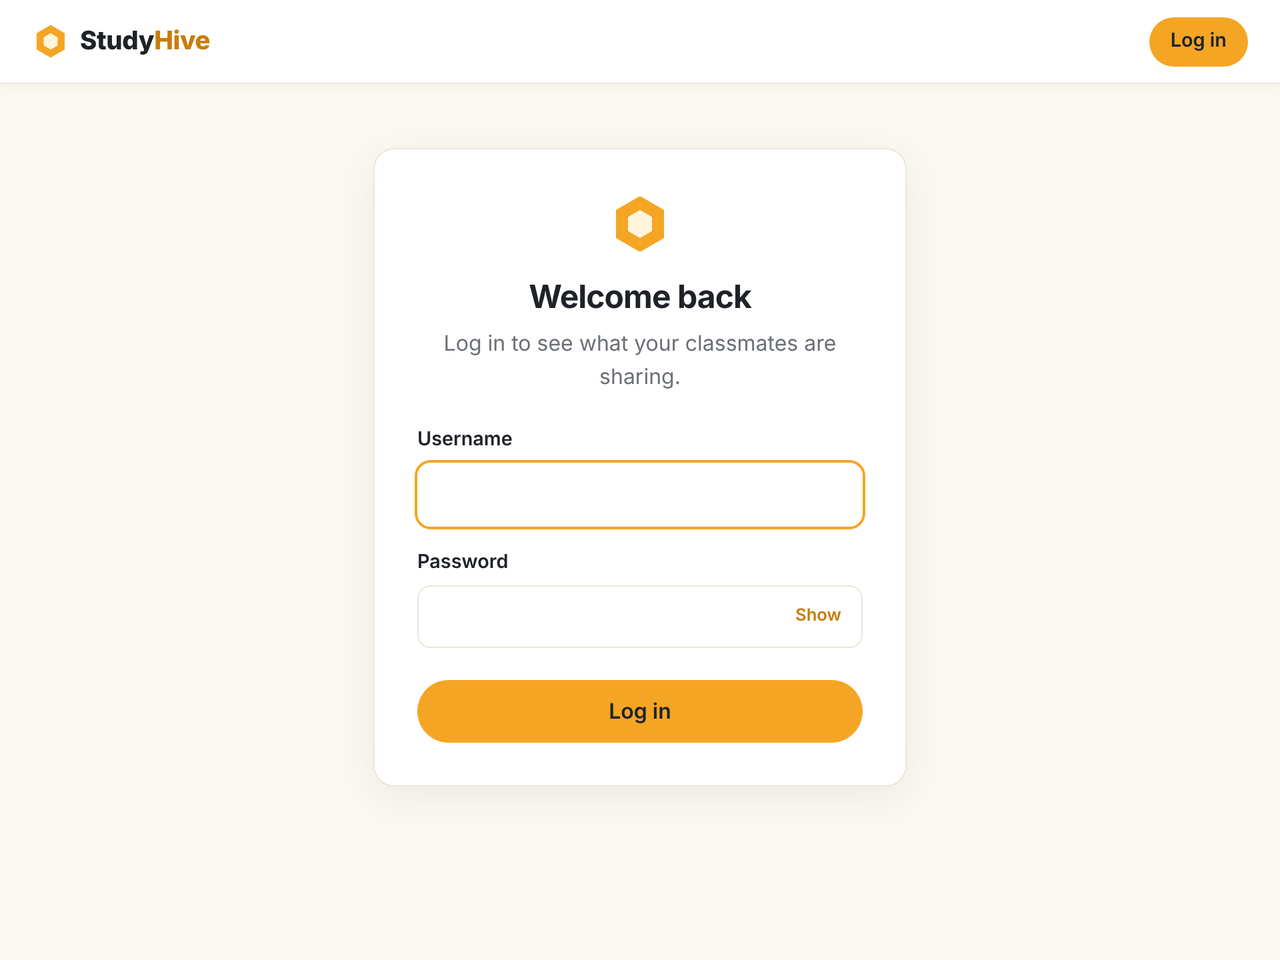 StudyHive
Log in
Welcome back
Log in to see what your classmates are
sharing.
Username
Password
Show
Log in